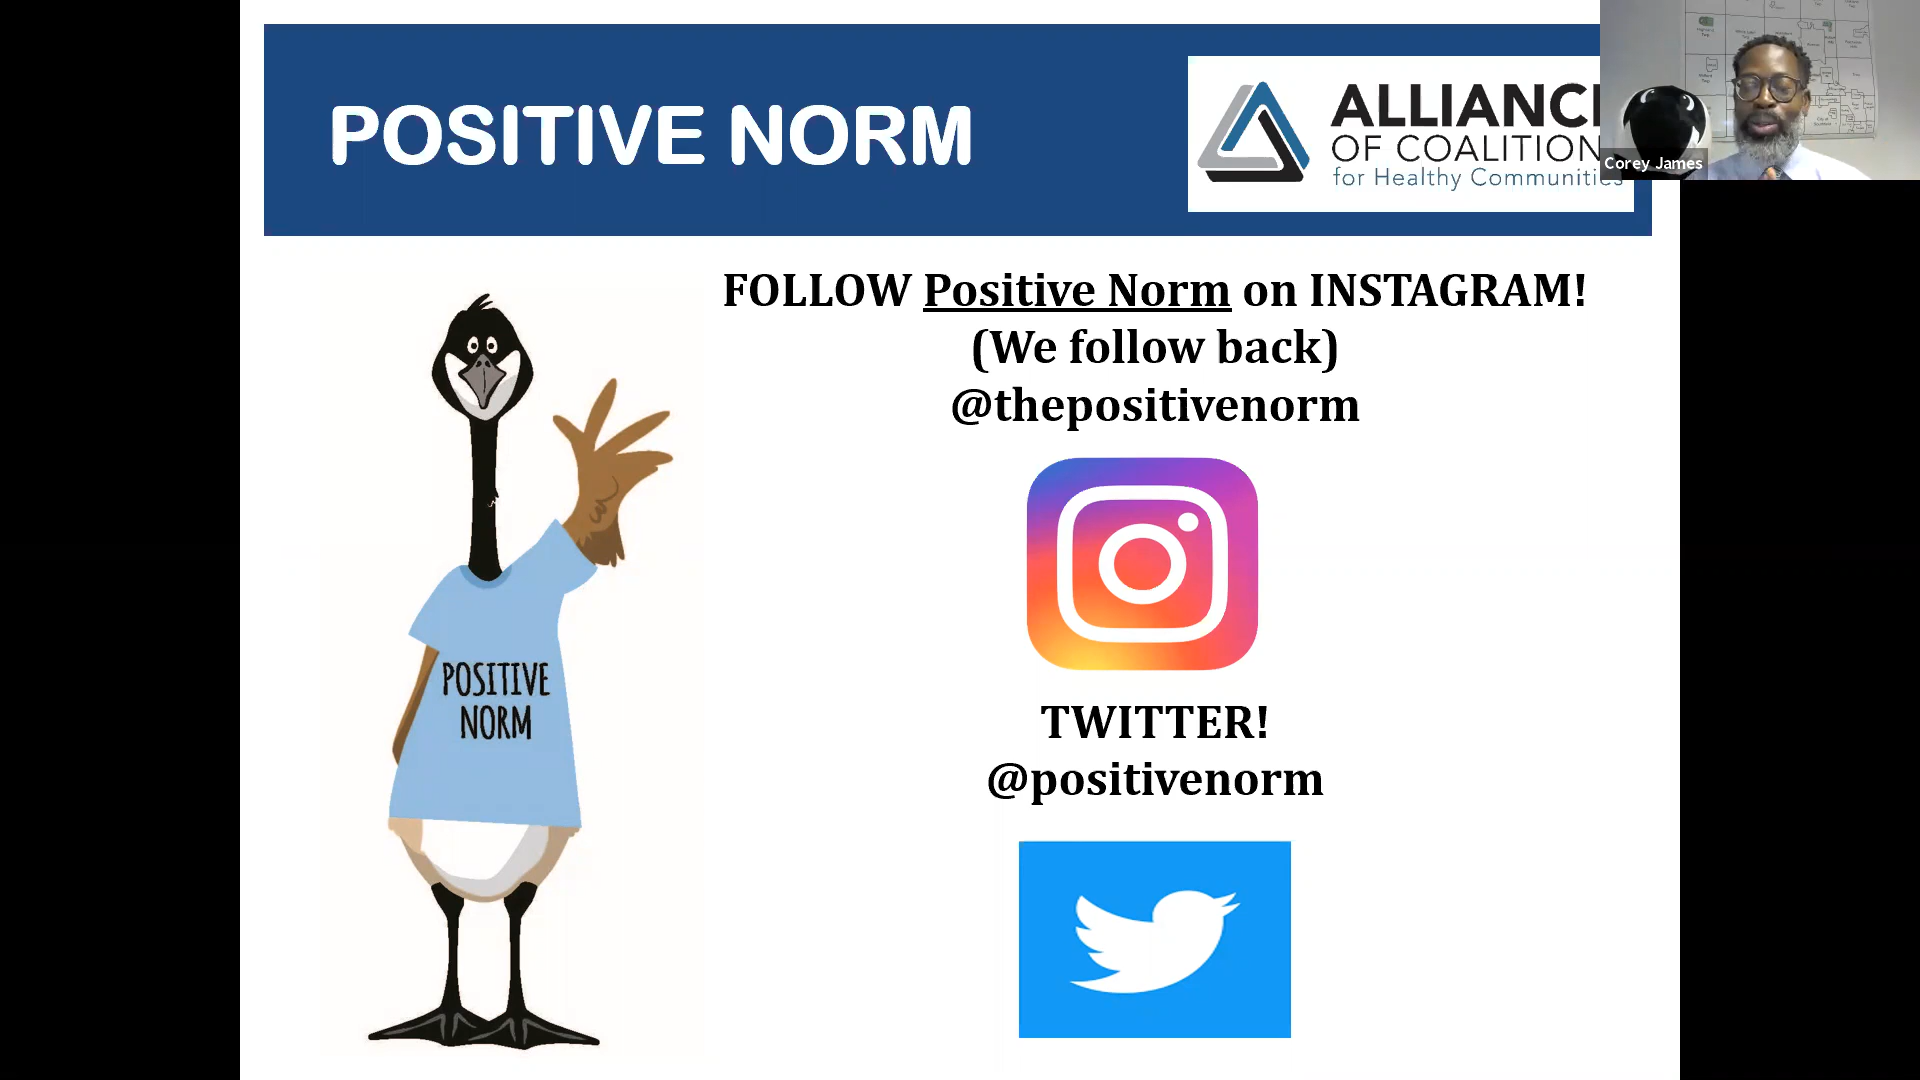 POSITIVE NORM
ALLIANC
OF COALITION
for Healthy Communities
Corey James
FOLLOW Positive Norm on INSTAGRAM!
(We follow back)
@thepositivenorm
POSITIVE
NORM
TWITTER!
@positivenorm